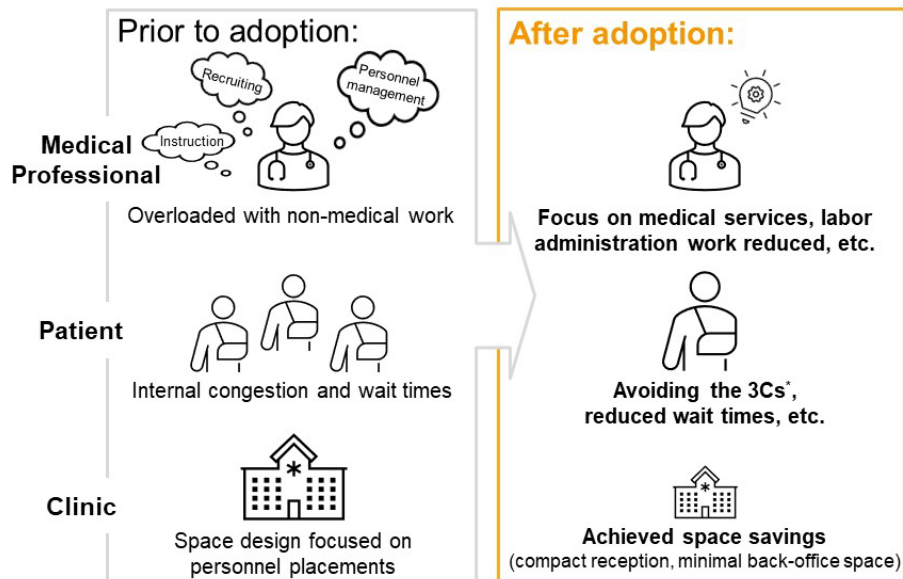 Prior to adoption:
Recruiting
Personnel
management
Instruction
Medical
Professional
Overloaded with non-medical work
Patient
Internal congestion and wait times
Clinic
Space design focused on
personnel placements
After adoption:
Focus on medical services, labor
administration work reduced, etc.
Avoiding the 3Cs*,
reduced wait times, etc.
Achieved space savings
(compact reception, minimal back-office space)